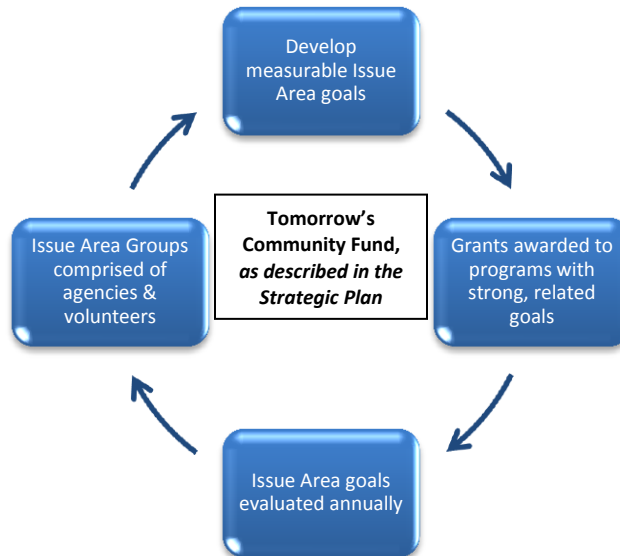 Develop
measurable Issue
Area goals
Tomorrow's
Community Fund,
as described in the
Strategic Plan
Issue Area Groups
comprised of
agencies &
volunteers
Grants awarded to
programs with
strong, related
goals
Issue Area goals
evaluated annually